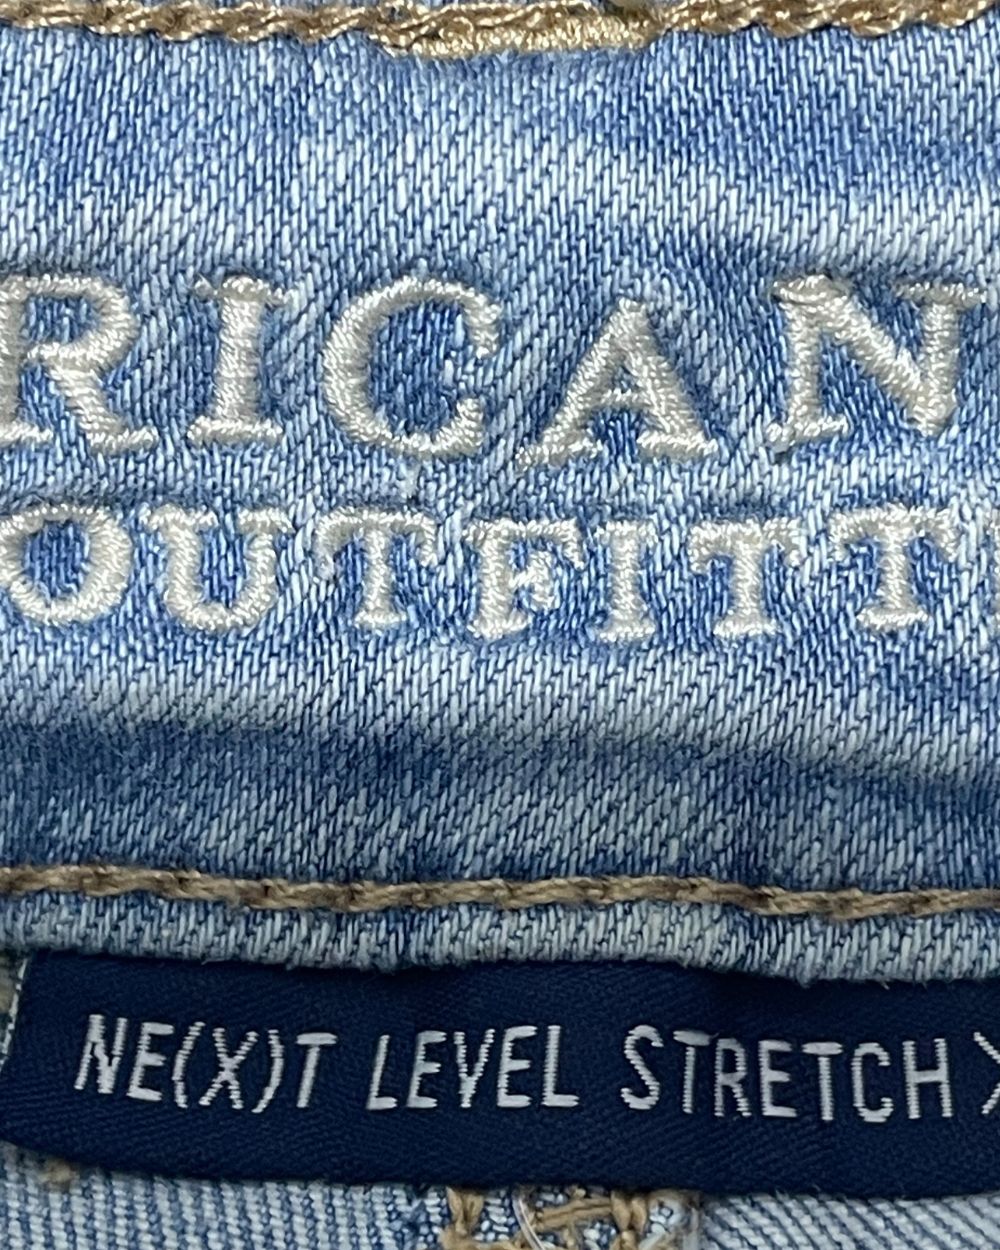 RICAN
OUTFITT
NE(X)T LEVEL STRETCH X